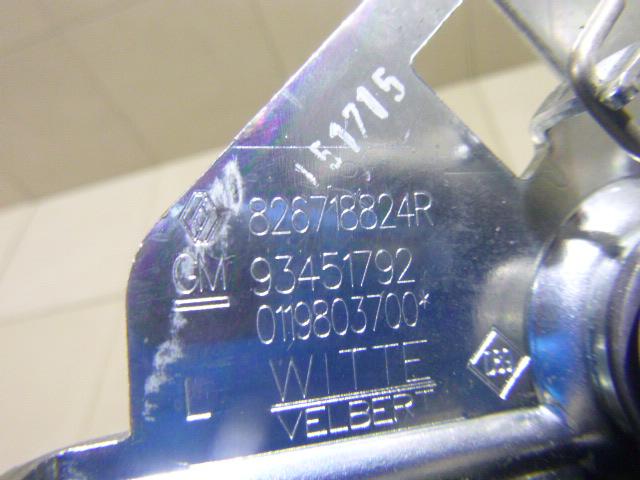 151715
826718824R
GM 93451792
0119803700*
WITTE
L VELBERT